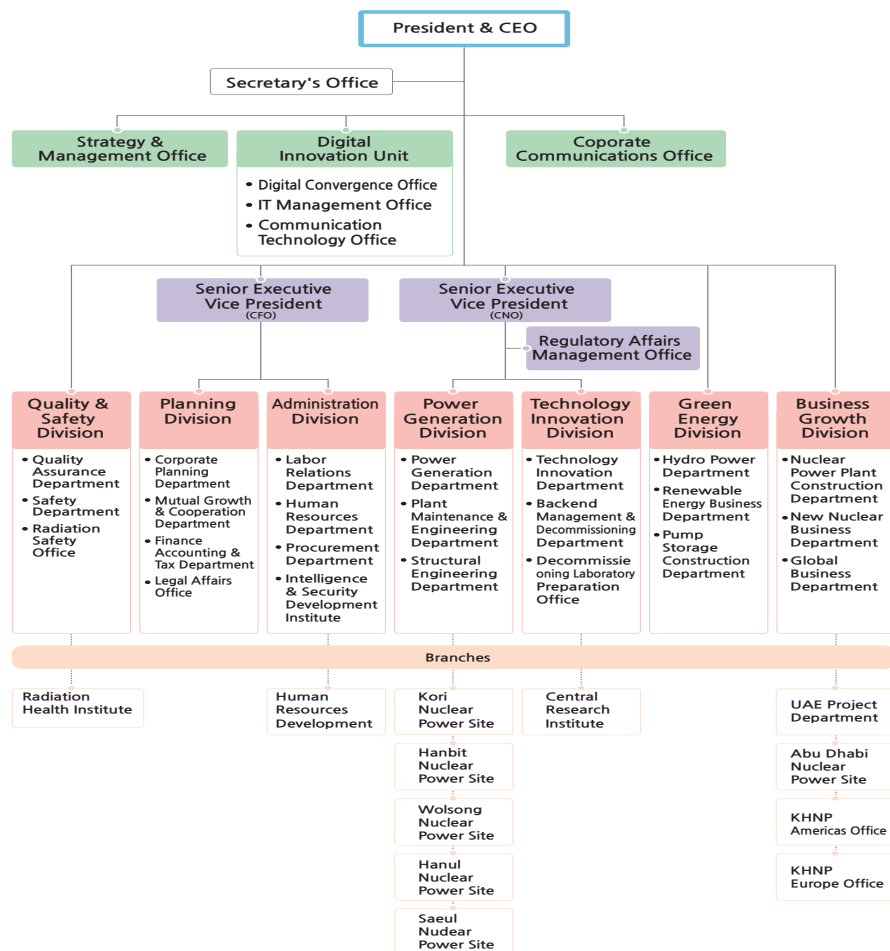 President & CEO
Secretary's Office
Strategy &
Management Office
Digital
Innovation Unit
• Digital Convergence Office
• IT Management Office
• Communication
Technology Office
Coporate
Communications Office
Senior Executive
Vice President
(CFO)
Senior Executive
Vice President
(CNO)
Regulatory Affairs
Management Office
Quality &
Safety
Division
• Quality
Assurance
Department
• Safety
Department
• Radiation
Safety
Office
Planning
Division
• Corporate
Planning
Department
• Mutual Growth
& Cooperation
Department
• Finance
Accounting &
Tax Department
• Legal Affairs
Office
Administration
Division
• Labor
Relations
Department
• Human
Resources
Department
• Procurement
Department
• Intelligence
& Security
Development
Institute
Power
Generation
Division
• Power
Generation
Department
• Plant
Maintenance &
Engineering
Department
• Structural
Engineering
Department
Technology
Innovation
Division
• Technology
Innovation
Department
• Backend
Management &
Decommissioning
Department
• Decommissie
oning Laboratory
Preparation
Office
Green
Energy
Division
• Hydro Power
Department
• Renewable
Energy Business
Department
• Pump
Storage
Construction
Department
Business
Growth
Division
• Nuclear
Power Plant
Construction
Department
• New Nuclear
Business
Department
• Global
Business
Department
Branches
Radiation
Health Institute
Human
Resources
Development
Kori
Nuclear
Power Site
Hanbit
Nuclear
Power Site
Wolsong
Nuclear
Power Site
Hanul
Nuclear
Power Site
Saeul
Nudear
Power Site
Central
Research
Institute
UAE Project
Department
Abu Dhabi
Nuclear
Power Site
KHNP
Americas Office
KHNP
Europe Office